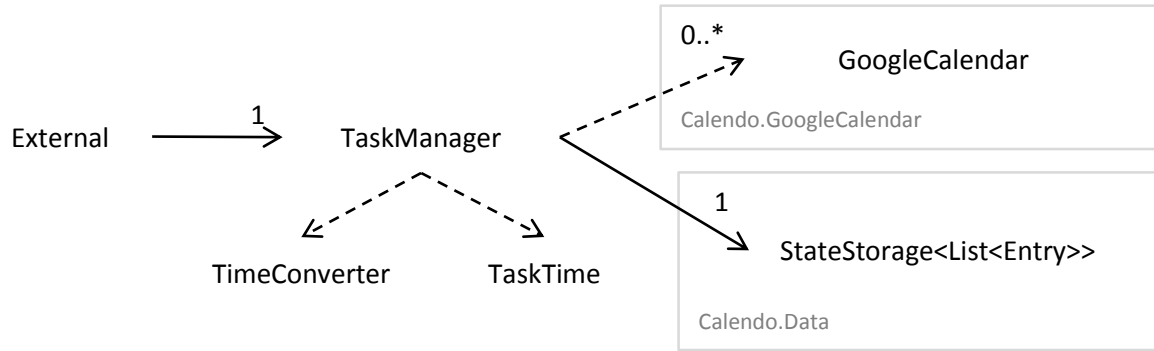 0..*
GoogleCalendar
Calendo.GoogleCalendar
1
External
TaskManager
1
StateStorage<List<Entry>>
TimeConverter
TaskTime
Calendo.Data